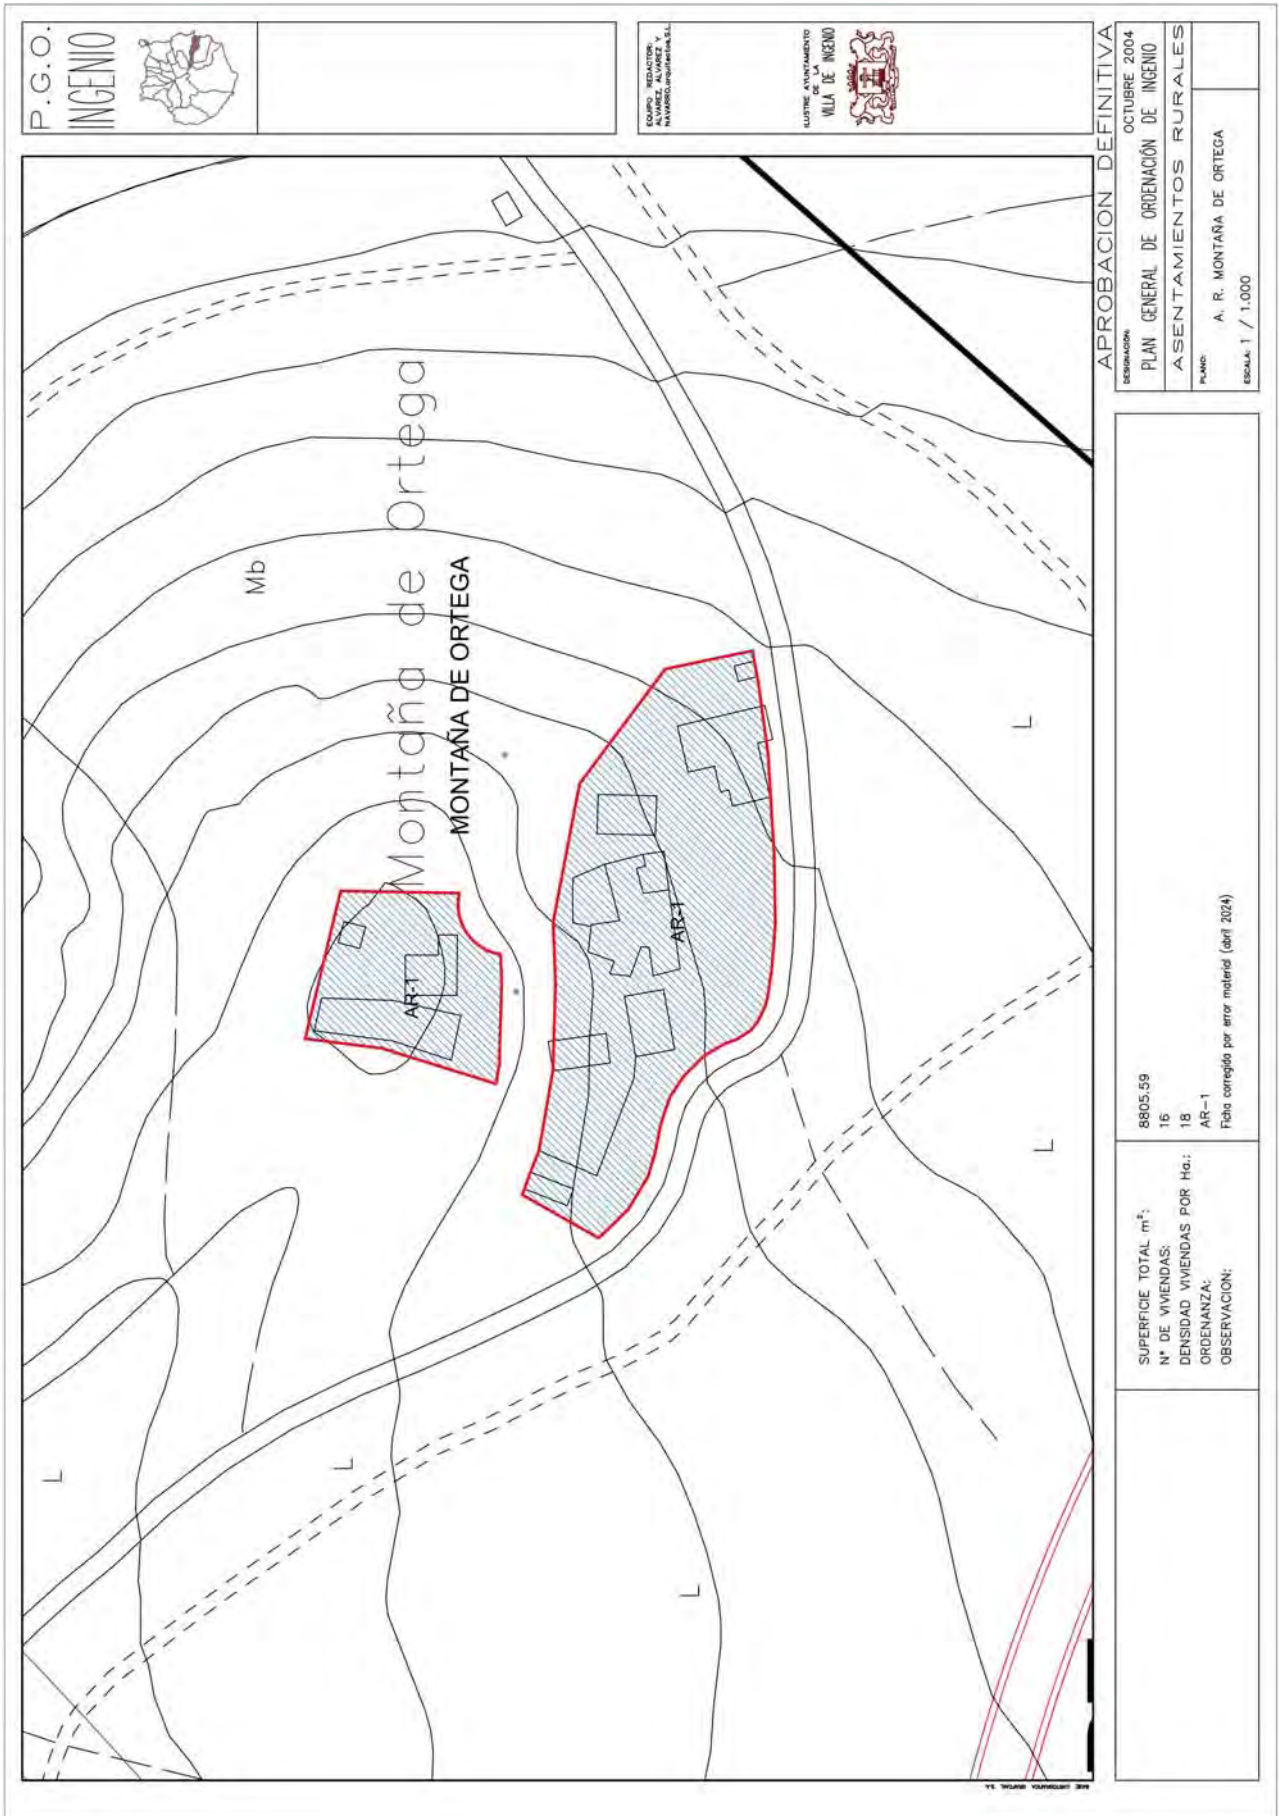 P.G.O.
INGENIO
EQUIPO REDACTOR:
ALVAREZ, ALVAREZ Y
NAVARRO, arquitectos, S.L.
ILUSTRE AYUNTAMIENTO
DE LA
VILLA DE INGENIO
Mb
Montaña de Ortega
MONTAÑA DE ORTEGA
AR-1
AR-1
L
L
L
L
L
APROBACION DEFINITIVA
DESIGNACION:
OCTUBRE 2004
PLAN GENERAL DE ORDENACIÓN DE INGENIO
ASENTAMIENTOS RURALES
PLANO:
A. R. MONTAÑA DE ORTEGA
ESCALA: 1 / 1.000
SUPERFICIE TOTAL m²: 8805.59
Nº DE VIVIENDAS: 16
DENSIDAD VIVIENDAS POR Ha.: 18
ORDENANZA: AR-1
OBSERVACION: Ficha corregida por error material (abril 2024)